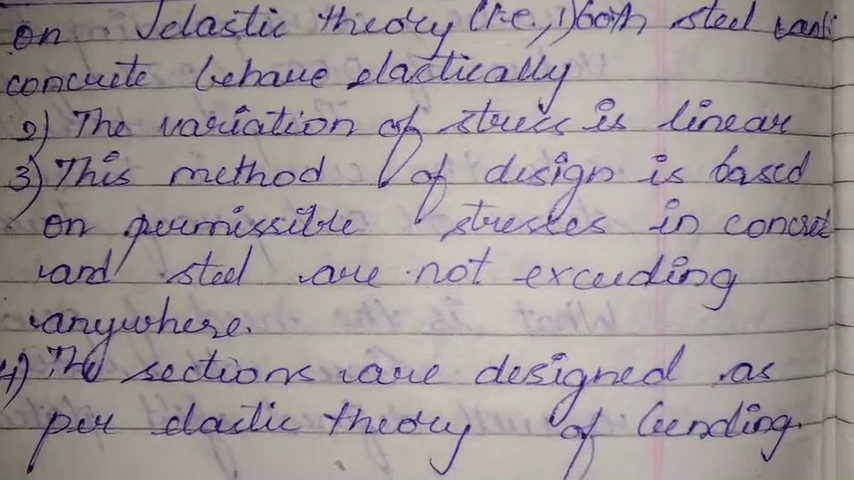 on elastic theory (i.e., 1) both steel and
concrete behave elastically
2) The variation of stress is linear
3) This method of design is based
on permissible stresses in concret
and steel are not exceeding
anywhere.
4) The sections are designed as
per elastic theory of bending.